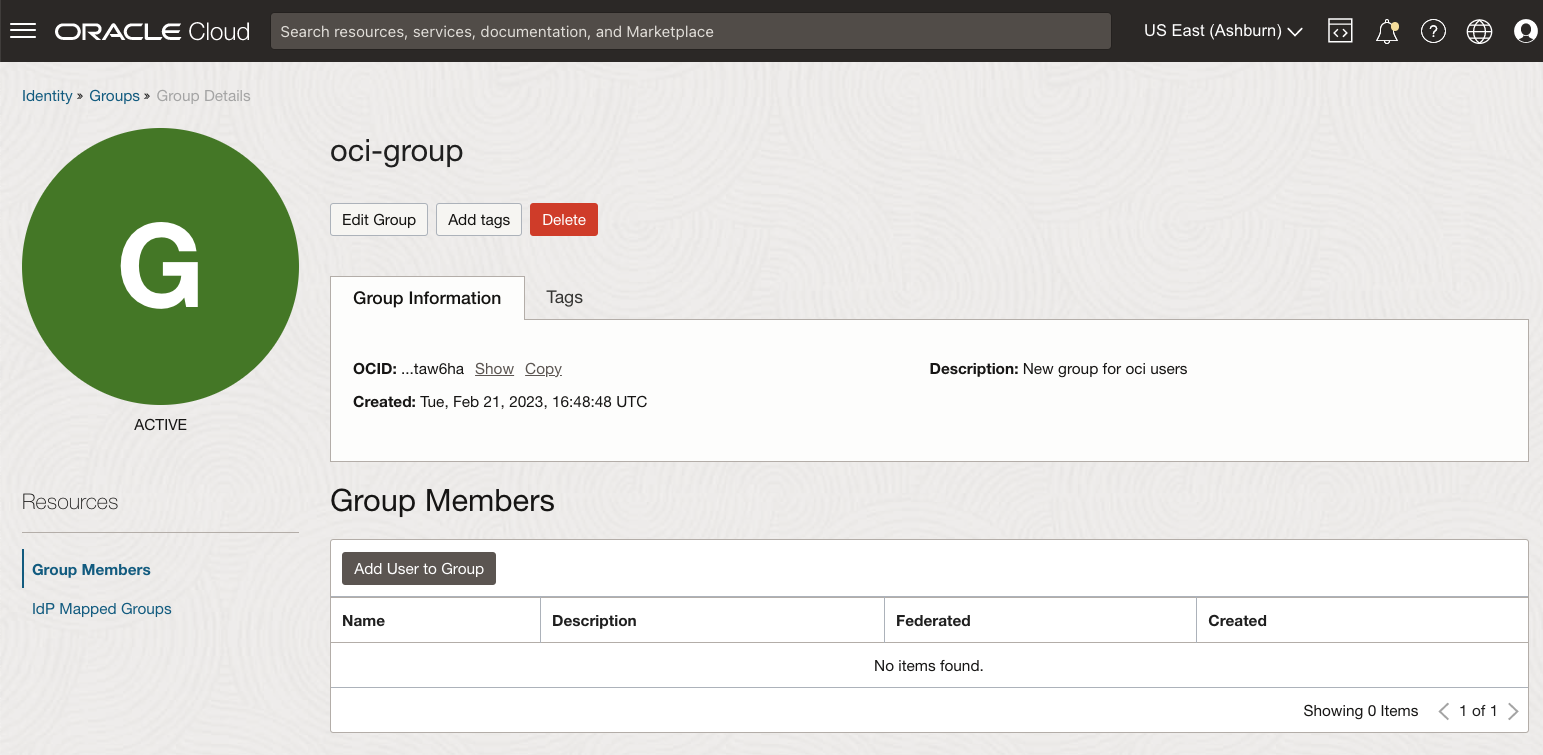 ORACLE Cloud
Search resources, services, documentation, and Marketplace
US East (Ashburn)
Identity » Groups » Group Details
G
ACTIVE
oci-group
Edit Group Add tags Delete
Group Information Tags
OCID: ...taw6ha Show Copy
Description: New group for oci users
Created: Tue, Feb 21, 2023, 16:48:48 UTC
Resources
Group Members
IdP Mapped Groups
Group Members
Add User to Group
Name Description Federated Created
No items found.
Showing 0 Items < 1 of 1 >